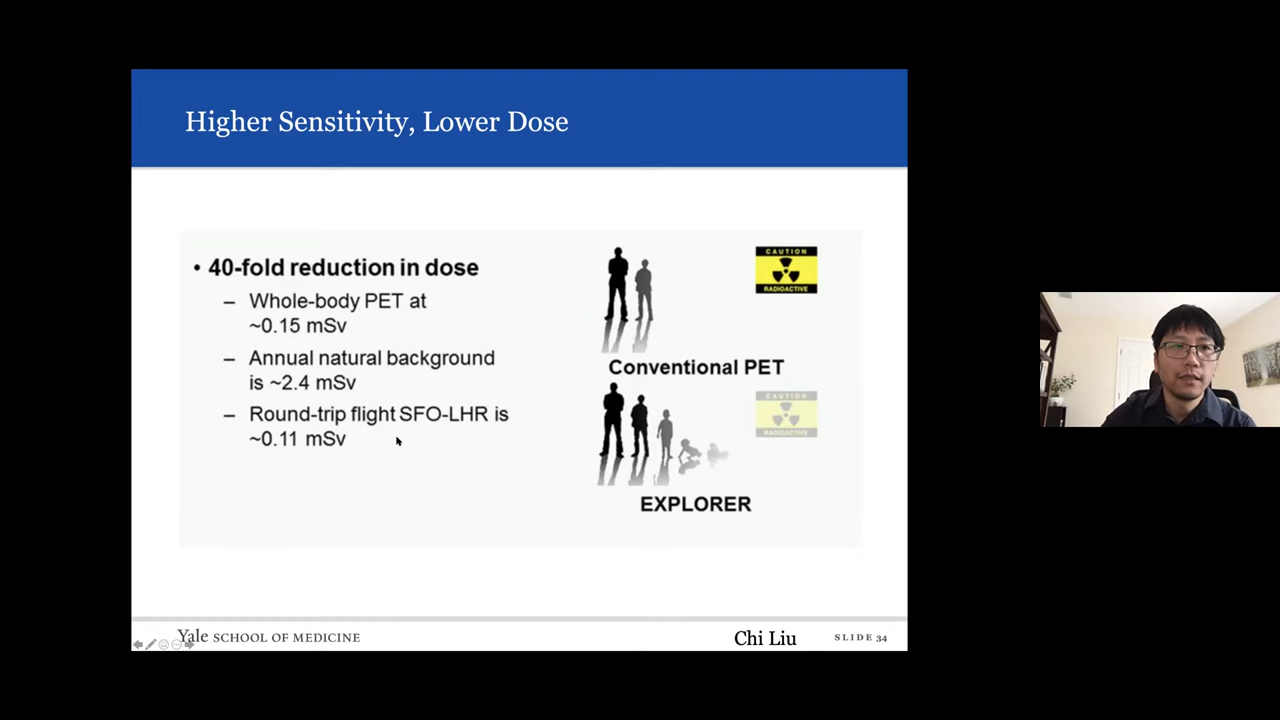 Higher Sensitivity, Lower Dose
• 40-fold reduction in dose
– Whole-body PET at
~0.15 mSv
– Annual natural background
is ~2.4 mSv
– Round-trip flight SFO-LHR is
~0.11 mSv
CAUTION
RADIOACTIVE
Conventional PET
CAUTION
RADIOACTIVE
EXPLORER
Yale SCHOOL OF MEDICINE
Chi Liu
SLIDE 34